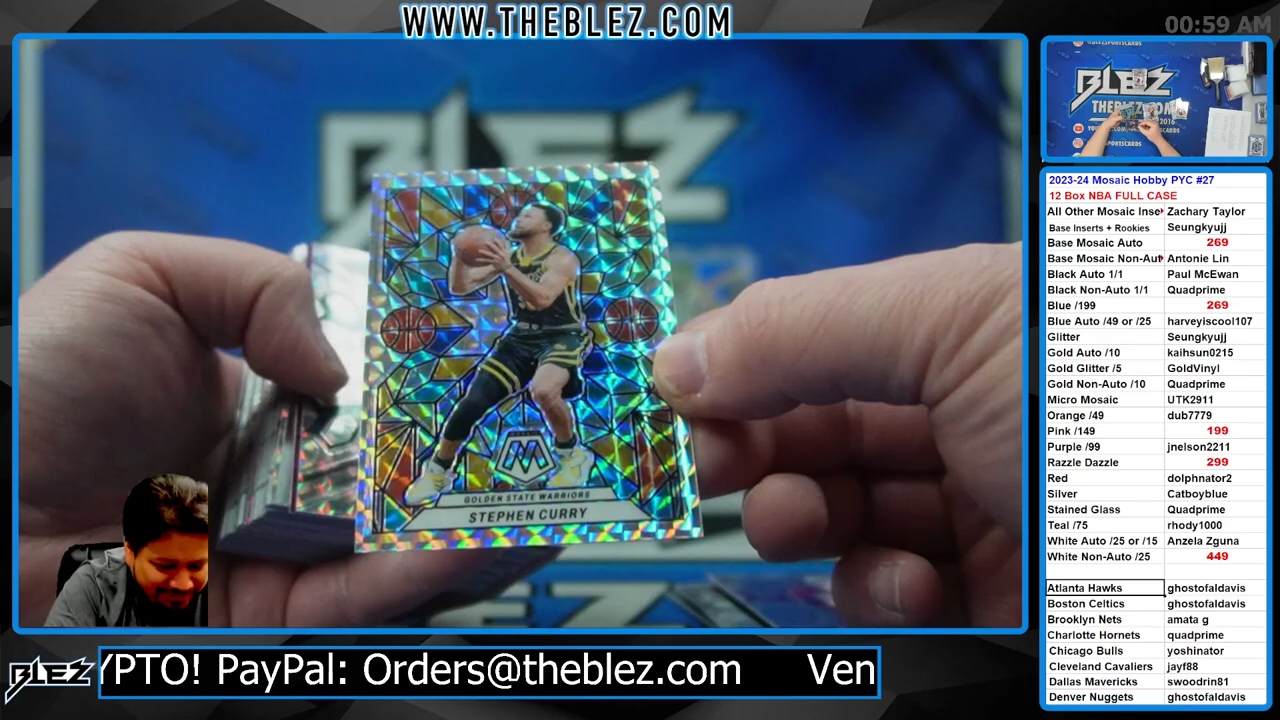 WWW.THEBLEZ.COM
00:59 AM
BLEZ
THEBLEZ.COM
GOLDEN STATE WARRIORS
STEPHEN CURRY
2023-24 Mosaic Hobby PYC #27
12 Box NBA FULL CASE
All Other Mosaic Inse Zachary Taylor
Base Inserts + Rookies Seungkyujj
Base Mosaic Auto 269
Base Mosaic Non-Aut Antonie Lin
Black Auto 1/1 Paul McEwan
Black Non-Auto 1/1 Quadprime
Blue /199 269
Blue Auto /49 or /25 harveyiscool107
Glitter Seungkyujj
Gold Auto /10 kaihsun0215
Gold Glitter /5 GoldVinyl
Gold Non-Auto /10 Quadprime
Micro Mosaic UTK2911
Orange /49 dub7779
Pink /149 199
Purple /99 jnelson2211
Razzle Dazzle 299
Red dolphnator2
Silver Catboyblue
Stained Glass Quadprime
Teal /75 rhody1000
White Auto /25 or /15 Anzela Zguna
White Non-Auto /25 449
Atlanta Hawks ghostofaldavis
Boston Celtics ghostofaldavis
Brooklyn Nets amata g
Charlotte Hornets quadprime
Chicago Bulls yoshinator
Cleveland Cavaliers jayf88
Dallas Mavericks swoodrin81
Denver Nuggets ghostofaldavis
BLEZ
YPTO! PayPal: Orders@theblez.com Ven